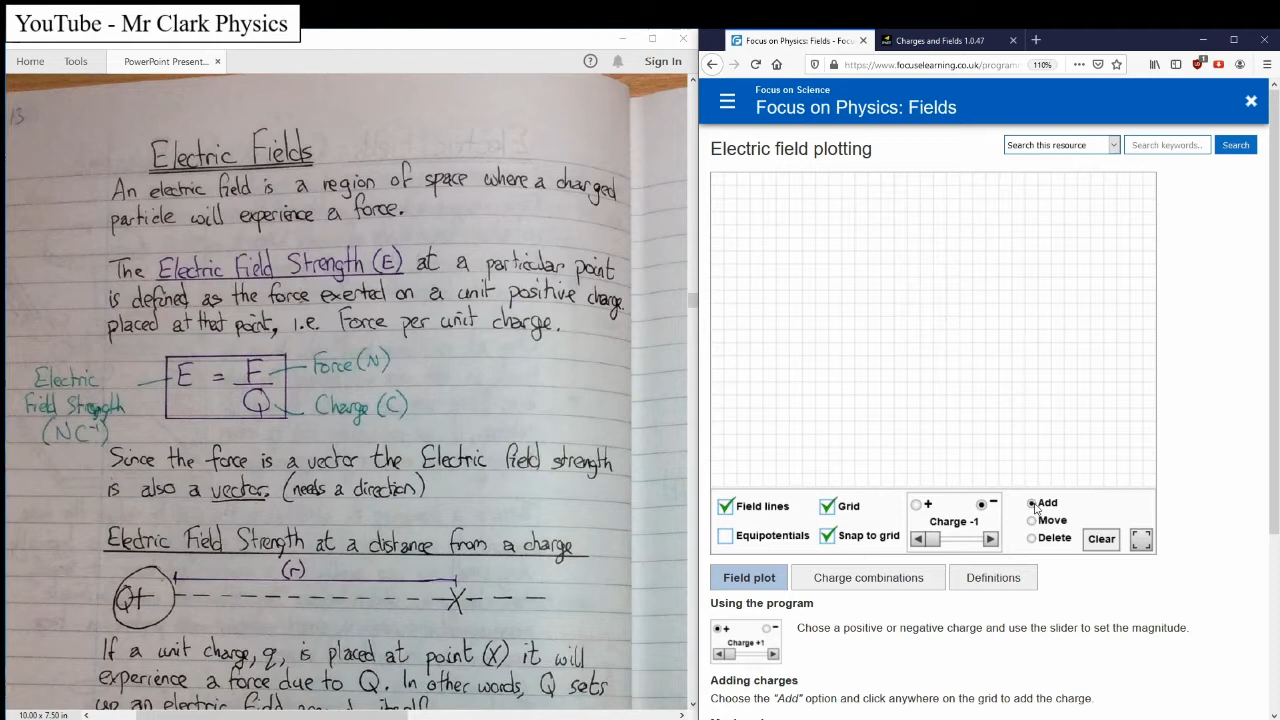 YouTube - Mr Clark Physics
Home Tools PowerPoint Present... × Sign In
13
Electric Fields
An electric field is a region of space where a charged
particle will experience a force.
The Electric Field Strength (E) at a particular point
is defined as the force exerted on a unit positive charge
placed at that point, i.e. Force per unit charge.
E = F
Q
Force (N)
Charge (C)
Electric
Field Strength
(NC⁻¹)
Since the force is a vector the Electric field strength
is also a vector. (needs a direction)
Electric Field Strength at a distance from a charge
(r)
Q+ X
If a unit charge, q, is placed at point (X) it will
experience a force due to Q. In other words, Q sets
up an electric field around itself
10.00 x 7.50 in
Focus on Physics: Fields - Focu × Charges and Fields 1.0.47 × +
https://www.focuselearning.co.uk/program 110%
Focus on Science
Focus on Physics: Fields
Electric field plotting
Search this resource Search keywords.. Search
Field lines Grid + − Add
Charge -1 Move
Equipotentials Snap to grid Delete Clear
Field plot Charge combinations Definitions
Using the program
+ −
Charge +1
Chose a positive or negative charge and use the slider to set the magnitude.
Adding charges
Choose the "Add" option and click anywhere on the grid to add the charge.